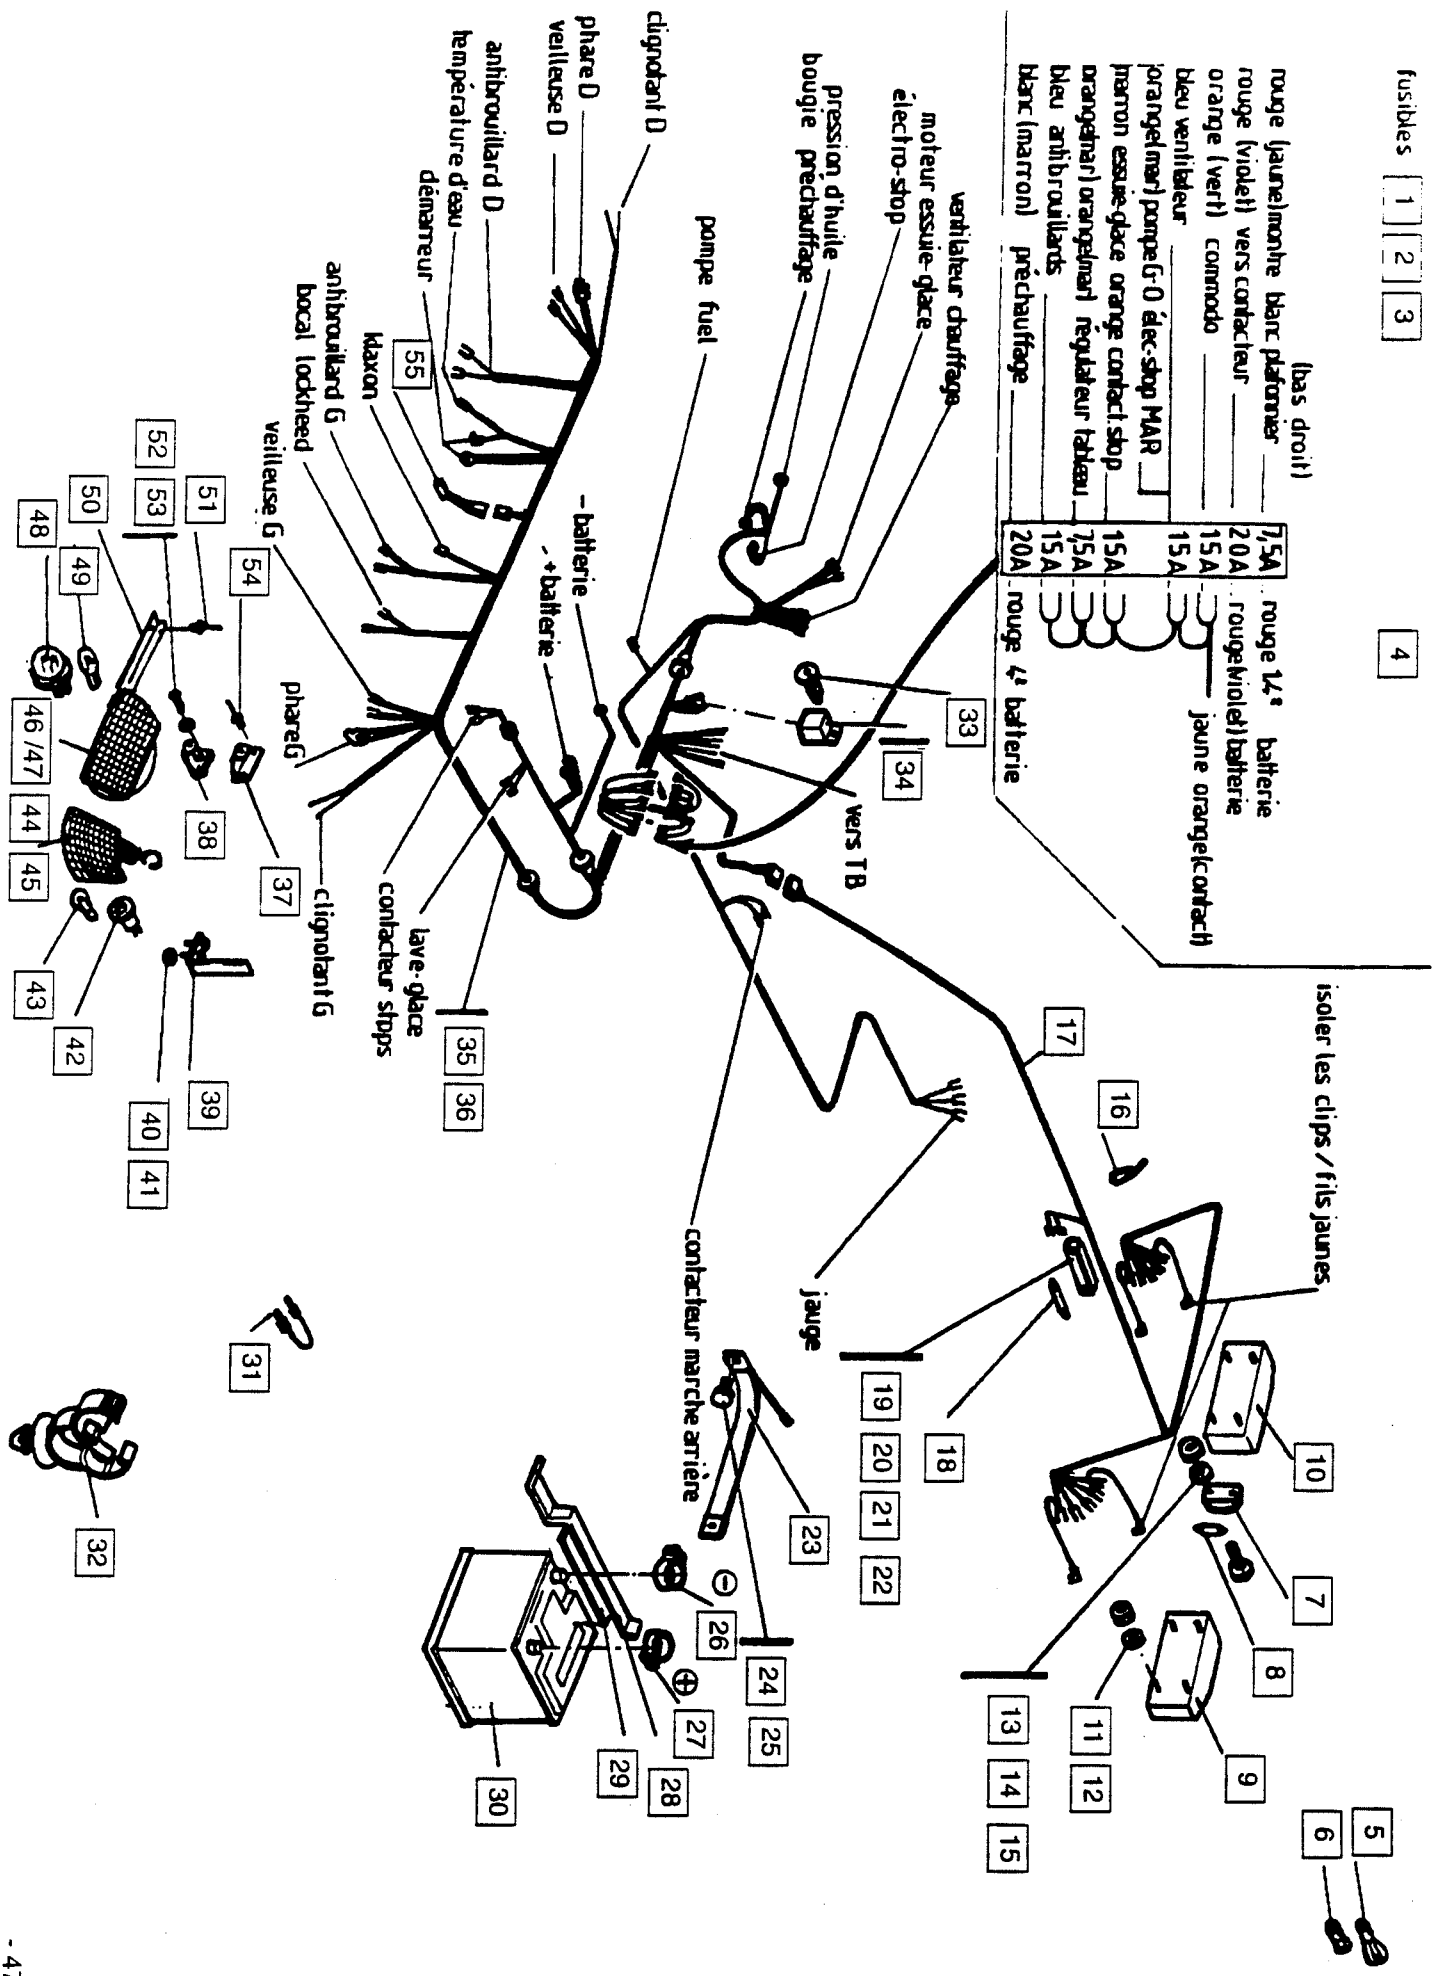 fusibles 1 2 3
4
(bas droit)
rouge (jaune) montre blanc plafonnier 7,5A rouge 1,4² batterie
rouge (violet) vers contacteur 20A rouge(violet) batterie
orange (vert) commodo 15A
jaune orange(contact)
bleu ventilateur 15A
orange(mar) pompe G-O élec-stop MAR
marron essuie-glace orange contact.stop 15A
orange(mar) orange(mar) régulateur tableau 7,5A
bleu antibrouillards 15A
blanc (marron) préchauffage 20A rouge 4² batterie
isoler les clips / fils jaunes
ventilateur chauffage
moteur essuie-glace
électro-stop
pression d'huile
bougie préchauffage
pompe fuel
clignotant D
phare D
veilleuse D
antibrouillard D
température d'eau
démarreur
55
klaxon
antibrouillard G
bocal lockheed
veilleuse G
phare G
clignotant G
- batterie
+ batterie
33
34
vers TB
lave-glace
contacteur stops
35 36
contacteur marche arrière
jauge
17
16
10
7
8
9
5
6
11 12
13 14 15
18
19 20 21 22
23
24 25
26
27
28
29
30
31
32
51
52 53
50
54
48
49
46 / 47
44 45
38
37
43
42
39
40 41
- 47